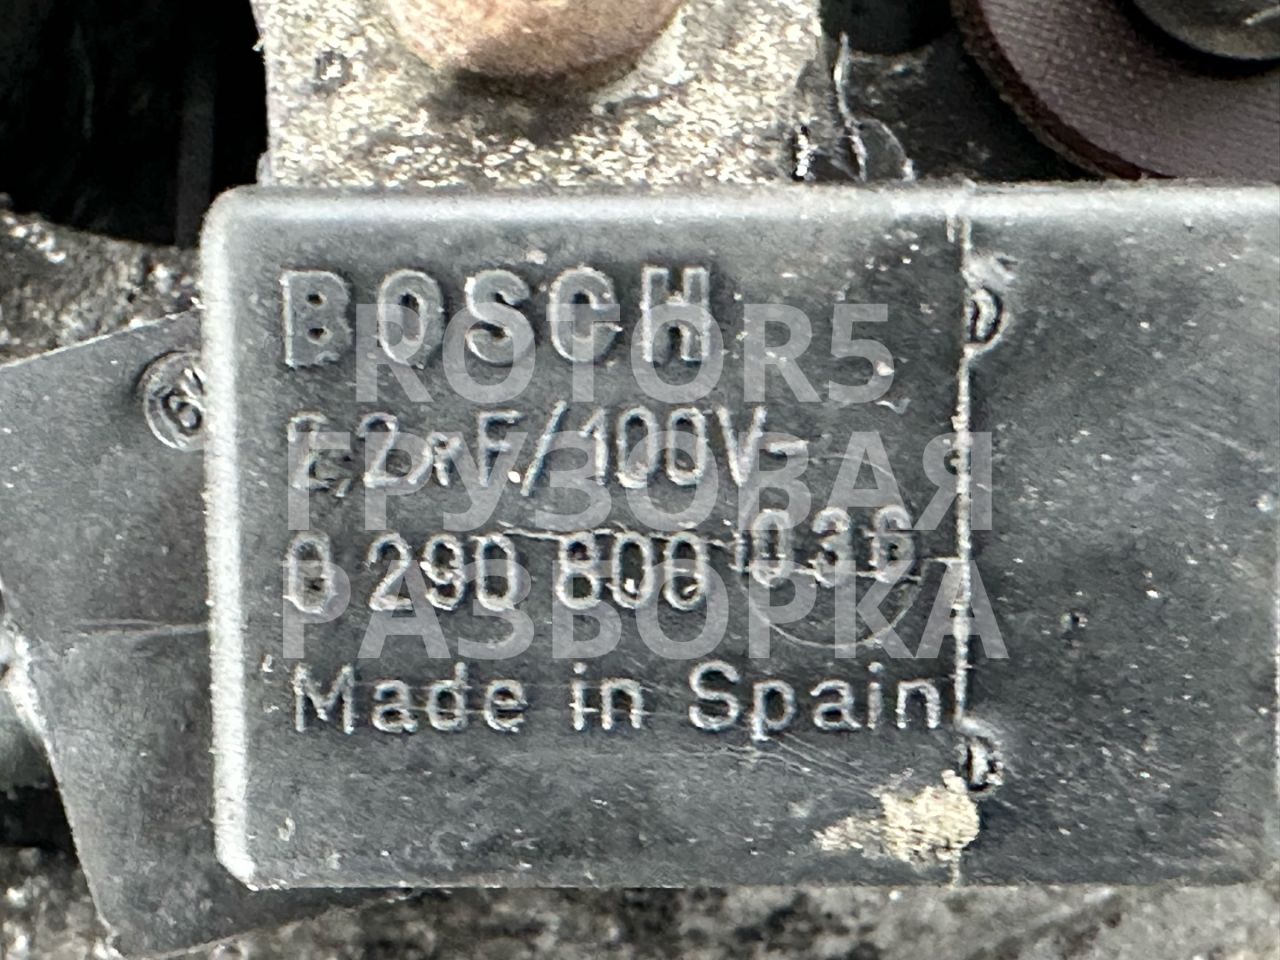 BOSCH
2,2µF/100V-
0 290 800 036
Made in Spain
ROTOR5
ГРУЗОВАЯ
РАЗБОРКА